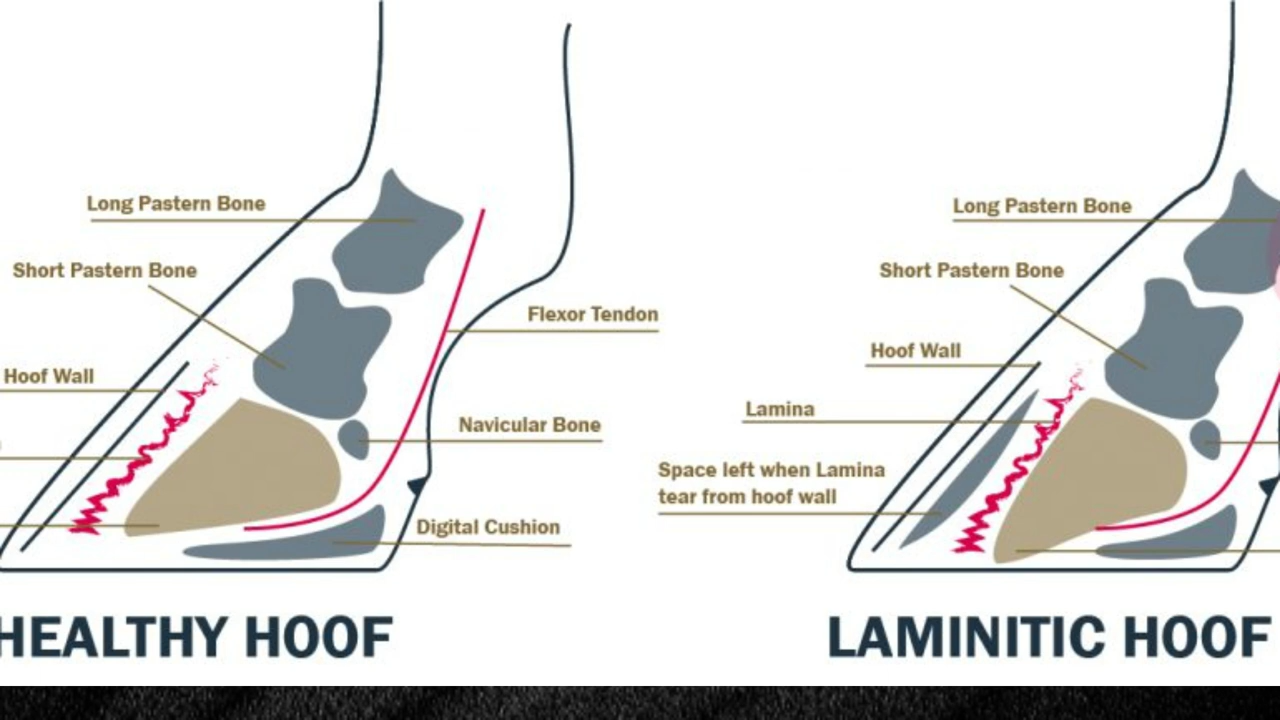 Long Pastern Bone
Short Pastern Bone
Flexor Tendon
Hoof Wall
Navicular Bone
Digital Cushion
HEALTHY HOOF
Long Pastern Bone
Short Pastern Bone
Hoof Wall
Lamina
Space left when Lamina
tear from hoof wall
LAMINITIC HOOF